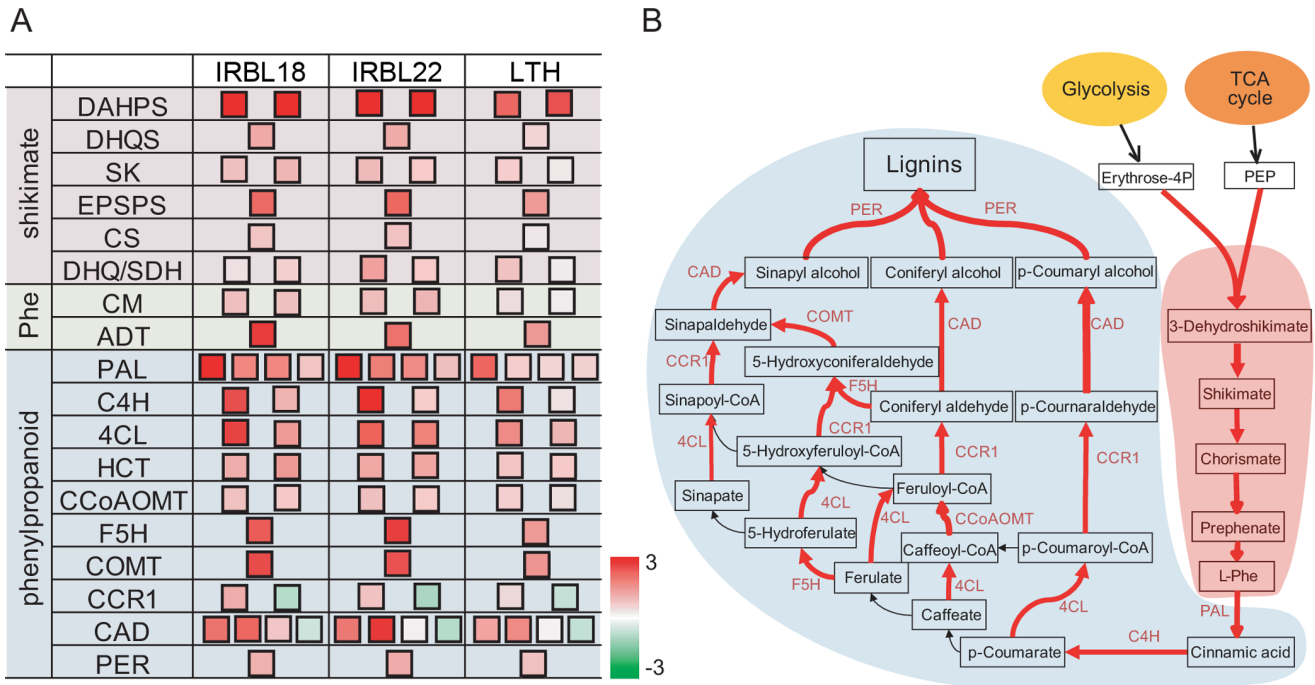 A
IRBL18 IRBL22 LTH
shikimate
DAHPS
DHQS
SK
EPSPS
CS
DHQ/SDH
Phe
CM
ADT
phenylpropanoid
PAL
C4H
4CL
HCT
CCoAOMT
F5H
COMT
CCR1
CAD
PER
3
-3
B
Glycolysis
TCA
cycle
Erythrose-4P
PEP
Lignins
PER
PER
Sinapyl alcohol
Coniferyl alcohol
p-Coumaryl alcohol
CAD
Sinapaldehyde
COMT
CAD
CAD
3-Dehydroshikimate
CCR1
5-Hydroxyconiferaldehyde
F5H
Sinapoyl-CoA
Coniferyl aldehyde
p-Cournaraldehyde
Shikimate
4CL
CCR1
5-Hydroxyferuloyl-CoA
CCR1
CCR1
Chorismate
Sinapate
4CL
Feruloyl-CoA
4CL
CCoAOMT
5-Hydroferulate
Caffeoyl-CoA
p-Coumaroyl-CoA
Prephenate
F5H
Ferulate
4CL
4CL
L-Phe
Caffeate
PAL
C4H
p-Coumarate
Cinnamic acid